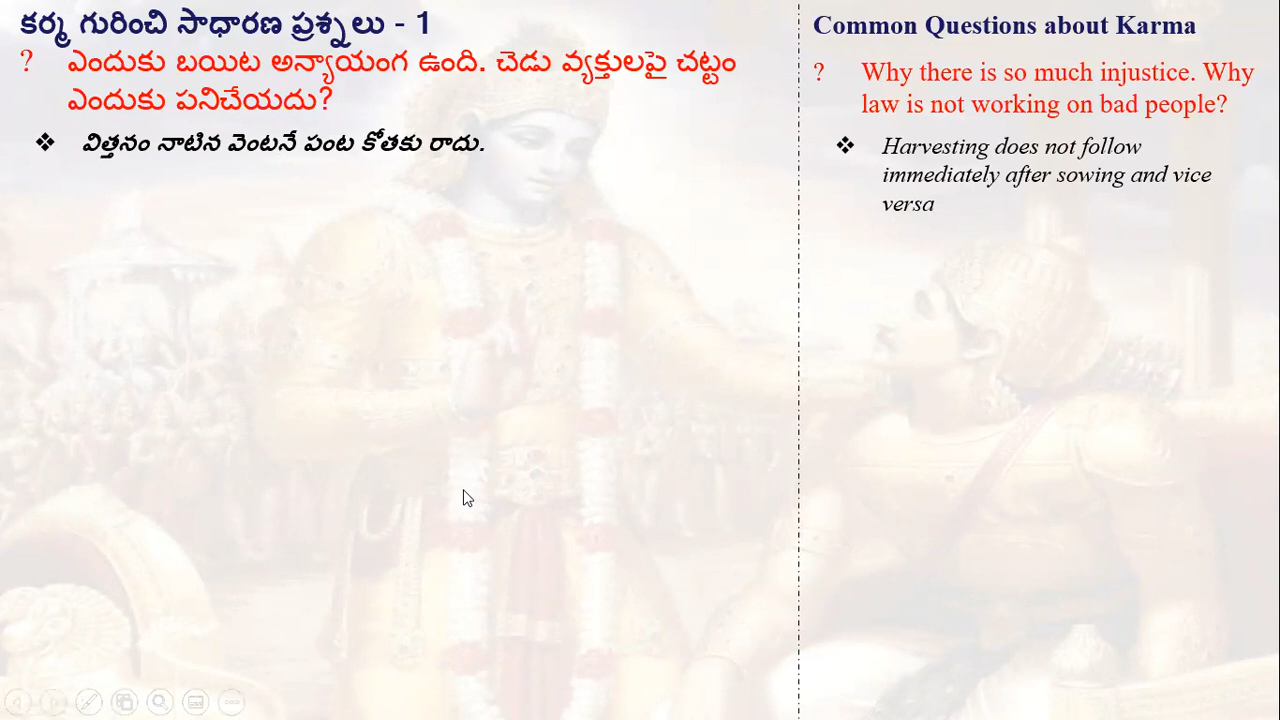 కర్మ గురించి సాధారణ ప్రశ్నలు - 1
? ఎందుకు బయిట అన్యాయంగ ఉంది. చెడు వ్యక్తులపై చట్టం
ఎందుకు పనిచేయదు?
❖ విత్తనం నాటిన వెంటనే పంట కోతకు రాదు.
Common Questions about Karma
? Why there is so much injustice. Why
law is not working on bad people?
❖ Harvesting does not follow
immediately after sowing and vice
versa